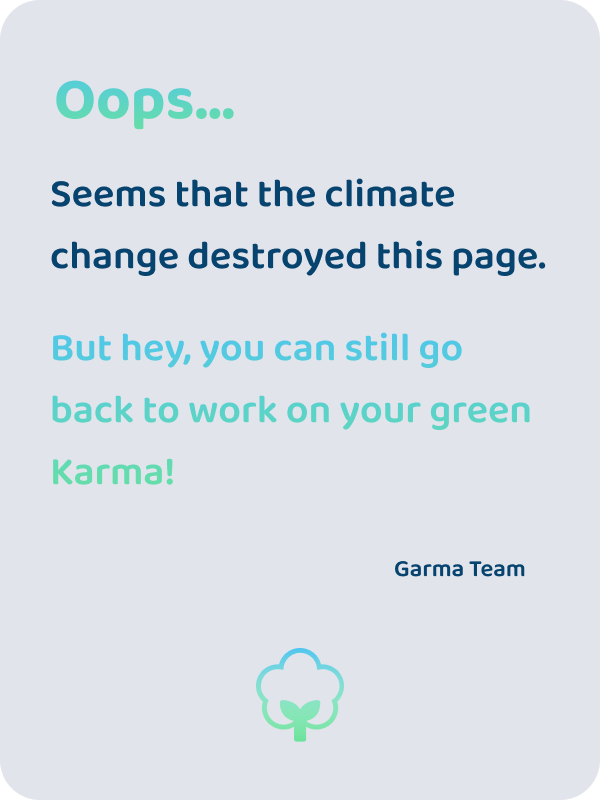 Oops...
Seems that the climate
change destroyed this page.
But hey, you can still go
back to work on your green
Karma!
Garma Team